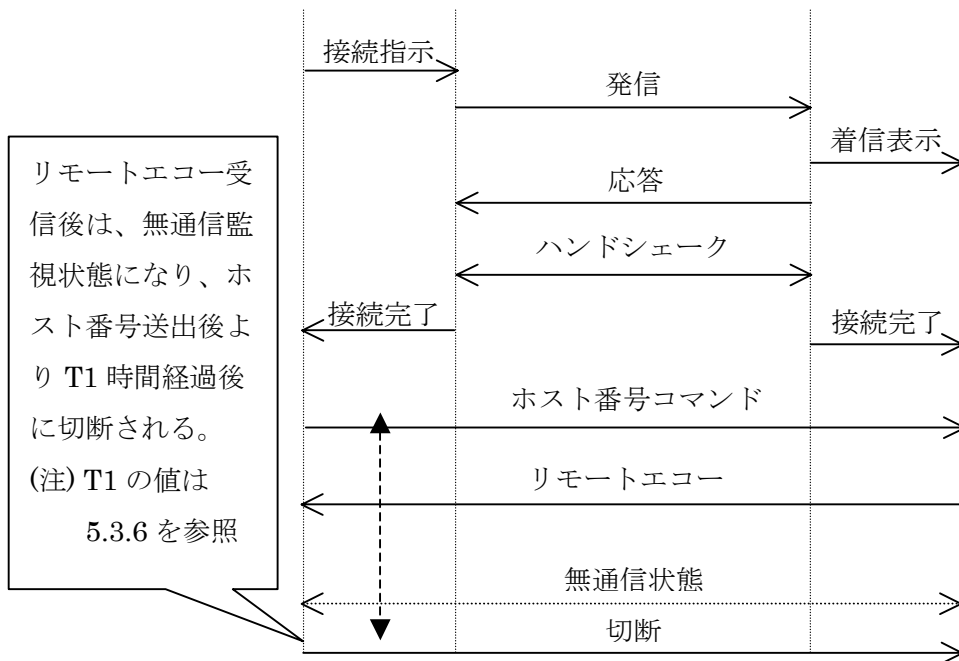 接続指示
発信
着信表示
応答
ハンドシェーク
接続完了
接続完了
ホスト番号コマンド
リモートエコー
無通信状態
切断
リモートエコー受
信後は、無通信監
視状態になり、ホ
スト番号送出後よ
り T1 時間経過後
に切断される。
(注) T1 の値は
5.3.6 を参照